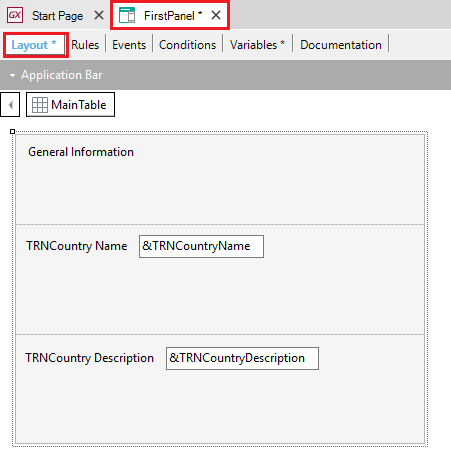 GX Start Page FirstPanel *
Layout * Rules Events Conditions Variables * Documentation
Application Bar
MainTable
General Information
TRNCountry Name &TRNCountryName
TRNCountry Description &TRNCountryDescription